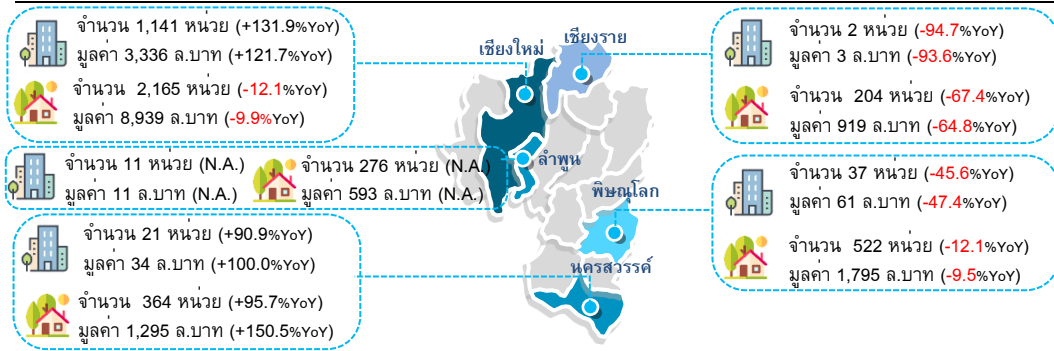 จำนวน 1,141 หน่วย (+131.9%YoY)
มูลค่า 3,336 ล.บาท (+121.7%YoY)
จำนวน 2,165 หน่วย (-12.1%YoY)
มูลค่า 8,939 ล.บาท (-9.9%YoY)
เชียงใหม่
เชียงราย
จำนวน 2 หน่วย (-94.7%YoY)
มูลค่า 3 ล.บาท (-93.6%YoY)
จำนวน 204 หน่วย (-67.4%YoY)
มูลค่า 919 ล.บาท (-64.8%YoY)
จำนวน 11 หน่วย (N.A.)
มูลค่า 11 ล.บาท (N.A.)
จำนวน 276 หน่วย (N.A.)
มูลค่า 593 ล.บาท (N.A.)
ลำพูน
พิษณุโลก
จำนวน 37 หน่วย (-45.6%YoY)
มูลค่า 61 ล.บาท (-47.4%YoY)
จำนวน 522 หน่วย (-12.1%YoY)
มูลค่า 1,795 ล.บาท (-9.5%YoY)
จำนวน 21 หน่วย (+90.9%YoY)
มูลค่า 34 ล.บาท (+100.0%YoY)
จำนวน 364 หน่วย (+95.7%YoY)
มูลค่า 1,295 ล.บาท (+150.5%YoY)
นครสวรรค์